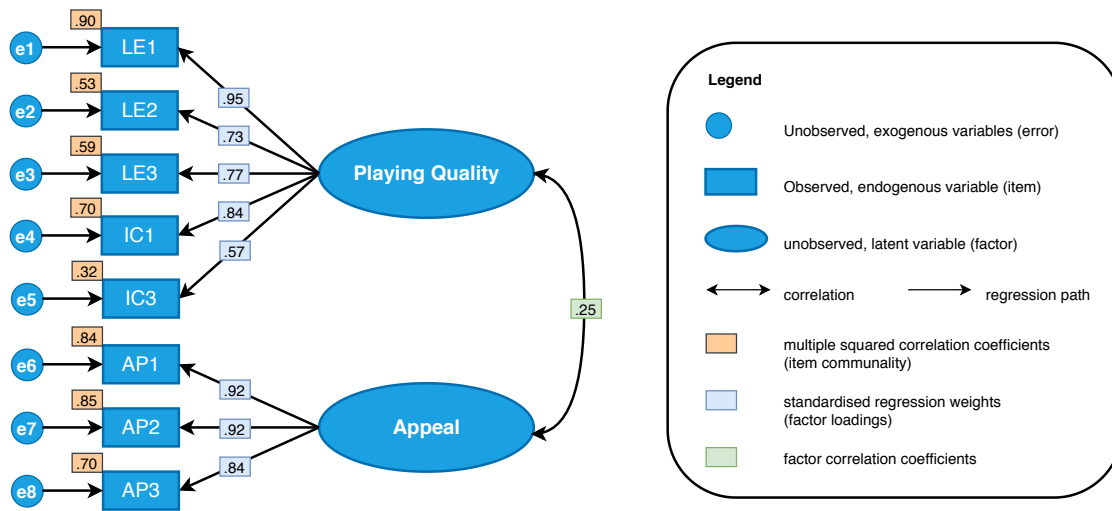 .90
e1 LE1
.95
.53
e2 LE2
.73
.59
e3 LE3
.77
Playing Quality
.70
e4 IC1
.84
.57
.32
e5 IC3
.25
.84
e6 AP1
.92
.85
e7 AP2
.92
Appeal
.70
e8 AP3
.84
Legend
Unobserved, exogenous variables (error)
Observed, endogenous variable (item)
unobserved, latent variable (factor)
correlation
regression path
multiple squared correlation coefficients
(item communality)
standardised regression weights
(factor loadings)
factor correlation coefficients